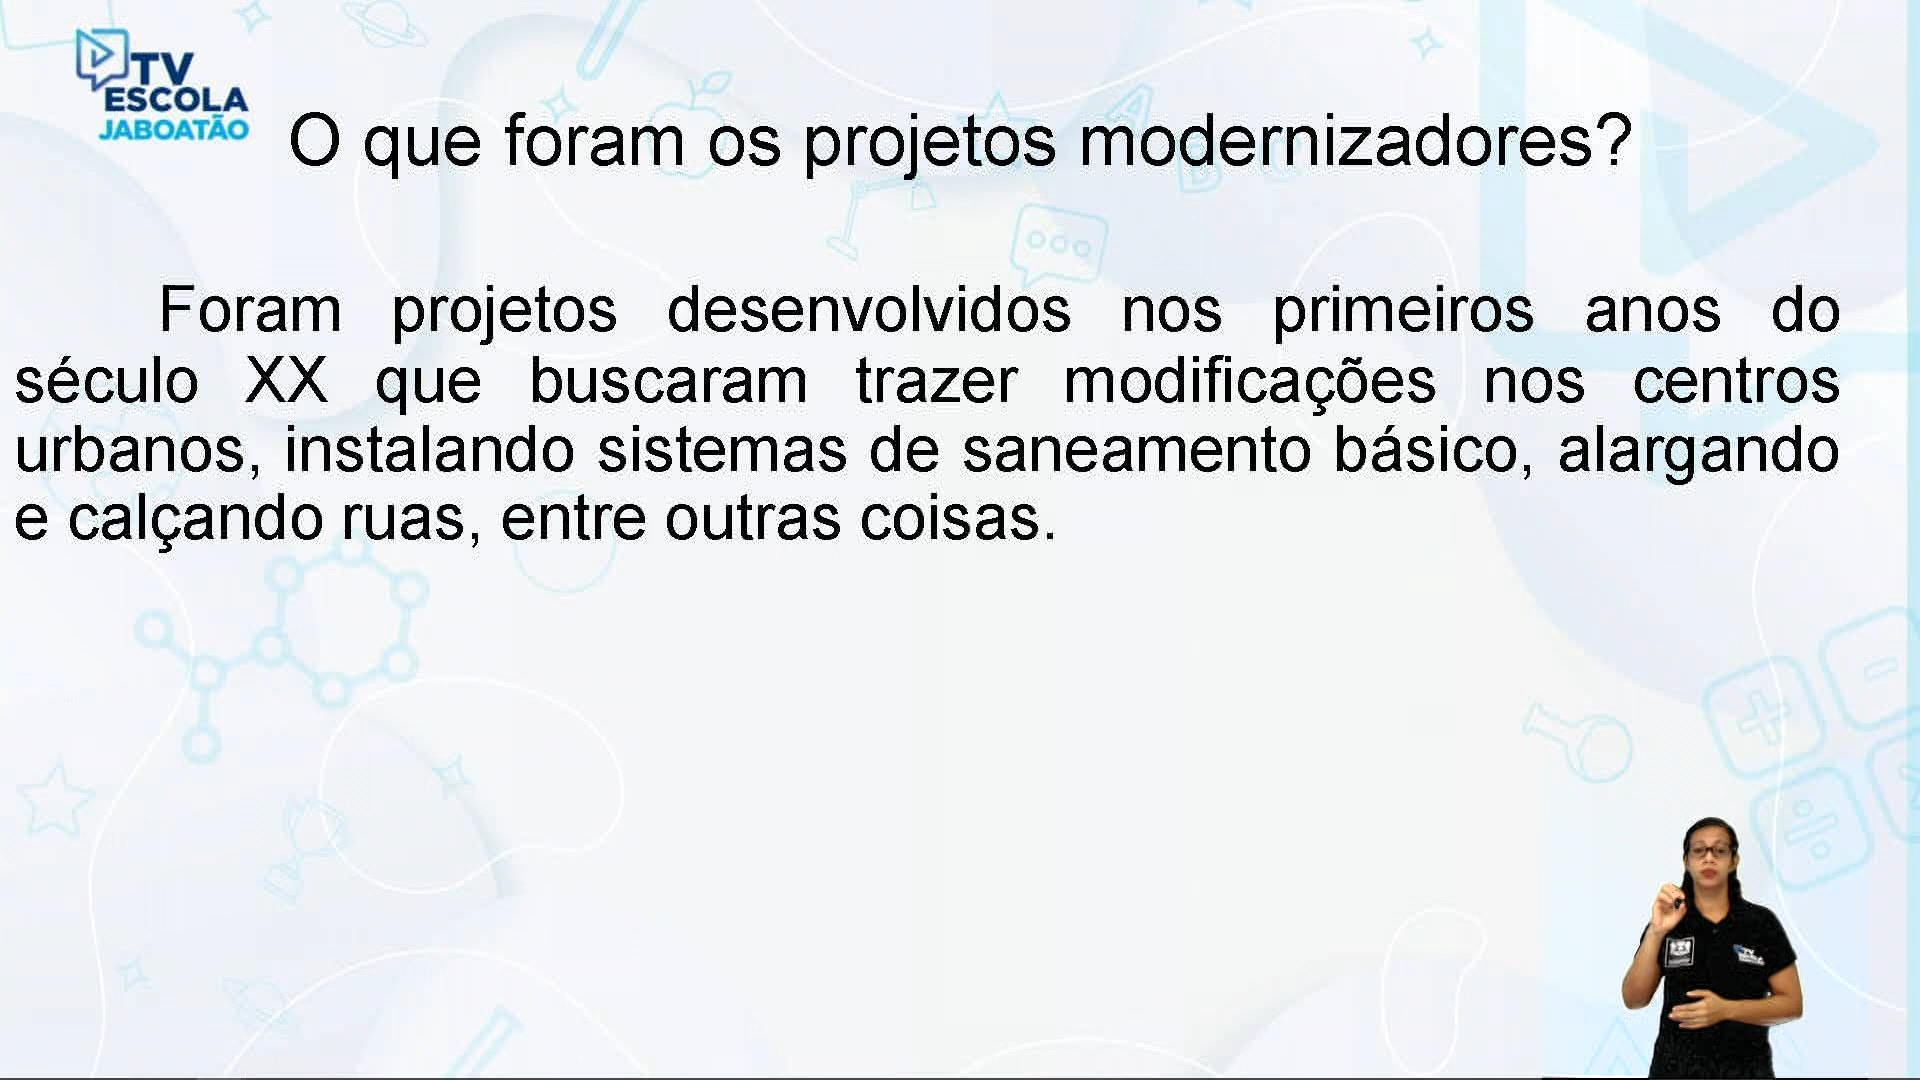 TV
ESCOLA
JABOATÃO
O que foram os projetos modernizadores?
Foram projetos desenvolvidos nos primeiros anos do
século XX que buscaram trazer modificações nos centros
urbanos, instalando sistemas de saneamento básico, alargando
e calçando ruas, entre outras coisas.